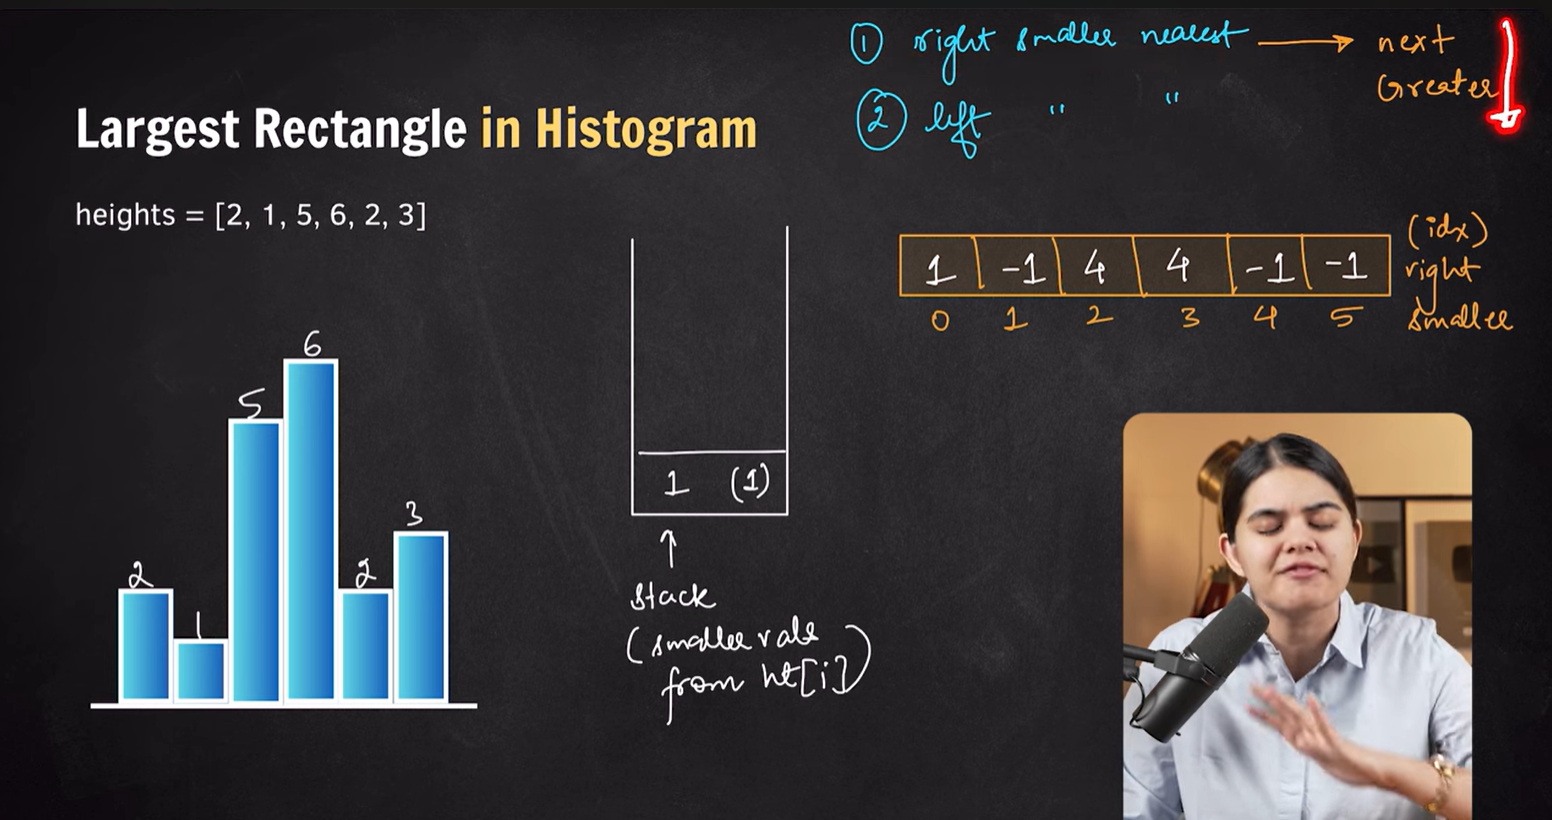 ① right smaller nearest → next Greater ↓
② left " "
Largest Rectangle in Histogram
heights = [2, 1, 5, 6, 2, 3]
1 -1 4 4 -1 -1
0 1 2 3 4 5
(idx)
right
smaller
2 1 5 6 2 3
1 (1)
↑
stack
(smaller vals
from ht[i])